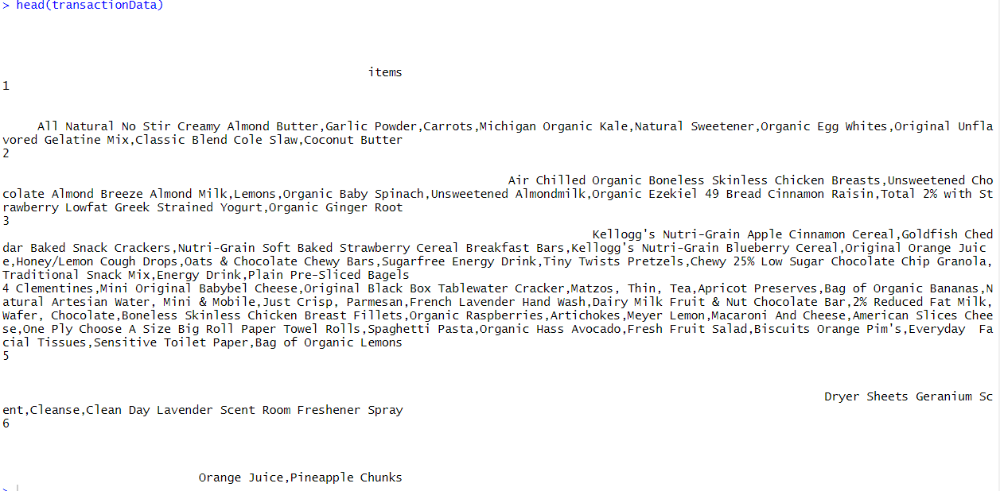 > head(transactionData)
items
1
All Natural No Stir Creamy Almond Butter,Garlic Powder,Carrots,Michigan Organic Kale,Natural Sweetener,Organic Egg Whites,Original Unfla
vored Gelatine Mix,Classic Blend Cole Slaw,Coconut Butter
2
Air Chilled Organic Boneless Skinless Chicken Breasts,Unsweetened Cho
colate Almond Breeze Almond Milk,Lemons,Organic Baby Spinach,Unsweetened Almondmilk,Organic Ezekiel 49 Bread Cinnamon Raisin,Total 2% with St
rawberry Lowfat Greek Strained Yogurt,Organic Ginger Root
3
Kellogg's Nutri-Grain Apple Cinnamon Cereal,Goldfish Ched
dar Baked Snack Crackers,Nutri-Grain Soft Baked Strawberry Cereal Breakfast Bars,Kellogg's Nutri-Grain Blueberry Cereal,Original Orange Juic
e,Honey/Lemon Cough Drops,Oats & Chocolate Chewy Bars,Sugarfree Energy Drink,Tiny Twists Pretzels,Chewy 25% Low Sugar Chocolate Chip Granola,
Traditional Snack Mix,Energy Drink,Plain Pre-Sliced Bagels
4 Clementines,Mini Original Babybel Cheese,Original Black Box Tablewater Cracker,Matzos, Thin, Tea,Apricot Preserves,Bag of Organic Bananas,N
atural Artesian Water, Mini & Mobile,Just Crisp, Parmesan,French Lavender Hand Wash,Dairy Milk Fruit & Nut Chocolate Bar,2% Reduced Fat Milk,
Wafer, Chocolate,Boneless Skinless Chicken Breast Fillets,Organic Raspberries,Artichokes,Meyer Lemon,Macaroni And Cheese,American Slices Chee
se,One Ply Choose A Size Big Roll Paper Towel Rolls,Spaghetti Pasta,Organic Hass Avocado,Fresh Fruit Salad,Biscuits Orange Pim's,Everyday  Fa
cial Tissues,Sensitive Toilet Paper,Bag of Organic Lemons
5
Dryer Sheets Geranium Sc
ent,Cleanse,Clean Day Lavender Scent Room Freshener Spray
6
Orange Juice,Pineapple Chunks
>